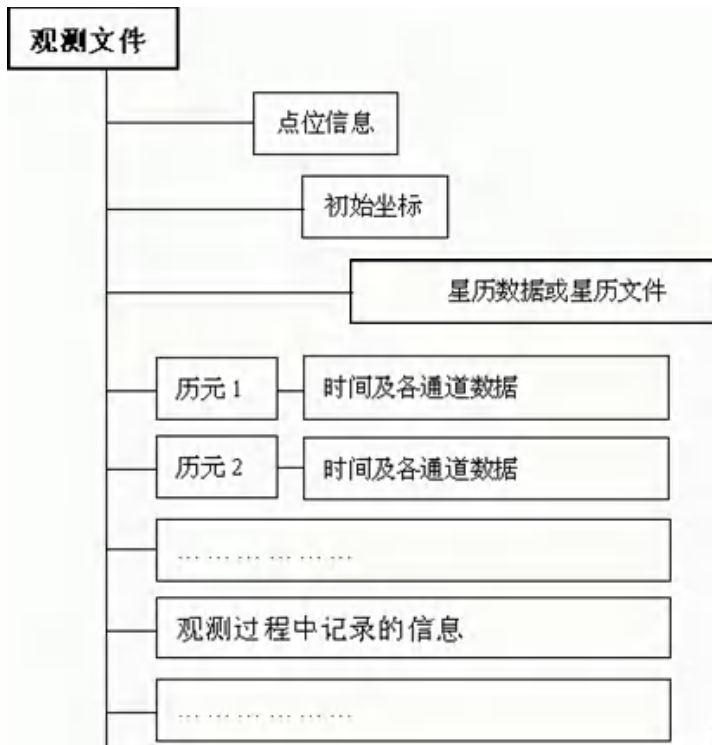 观测文件
点位信息
初始坐标
星历数据或星历文件
历元 1
时间及各通道数据
历元 2
时间及各通道数据
… … … … … …
观测过程中记录的信息
… … … … … …